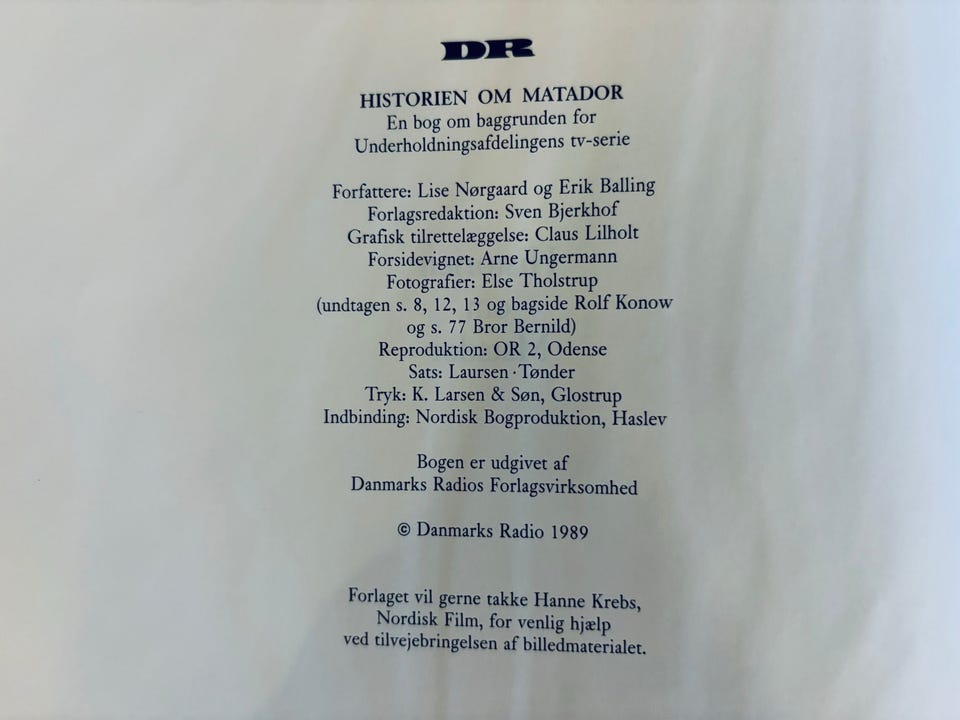 DR
HISTORIEN OM MATADOR
En bog om baggrunden for
Underholdningsafdelingens tv-serie
Forfattere: Lise Nørgaard og Erik Balling
Forlagsredaktion: Sven Bjerkhof
Grafisk tilrettelæggelse: Claus Lilholt
Forsidevignet: Arne Ungermann
Fotografier: Else Tholstrup
(undtagen s. 8, 12, 13 og bagside Rolf Konow
og s. 77 Bror Bernild)
Reproduktion: OR 2, Odense
Sats: Laursen · Tønder
Tryk: K. Larsen & Søn, Glostrup
Indbinding: Nordisk Bogproduktion, Haslev
Bogen er udgivet af
Danmarks Radios Forlagsvirksomhed
© Danmarks Radio 1989
Forlaget vil gerne takke Hanne Krebs,
Nordisk Film, for venlig hjælp
ved tilvejebringelsen af billedmaterialet.